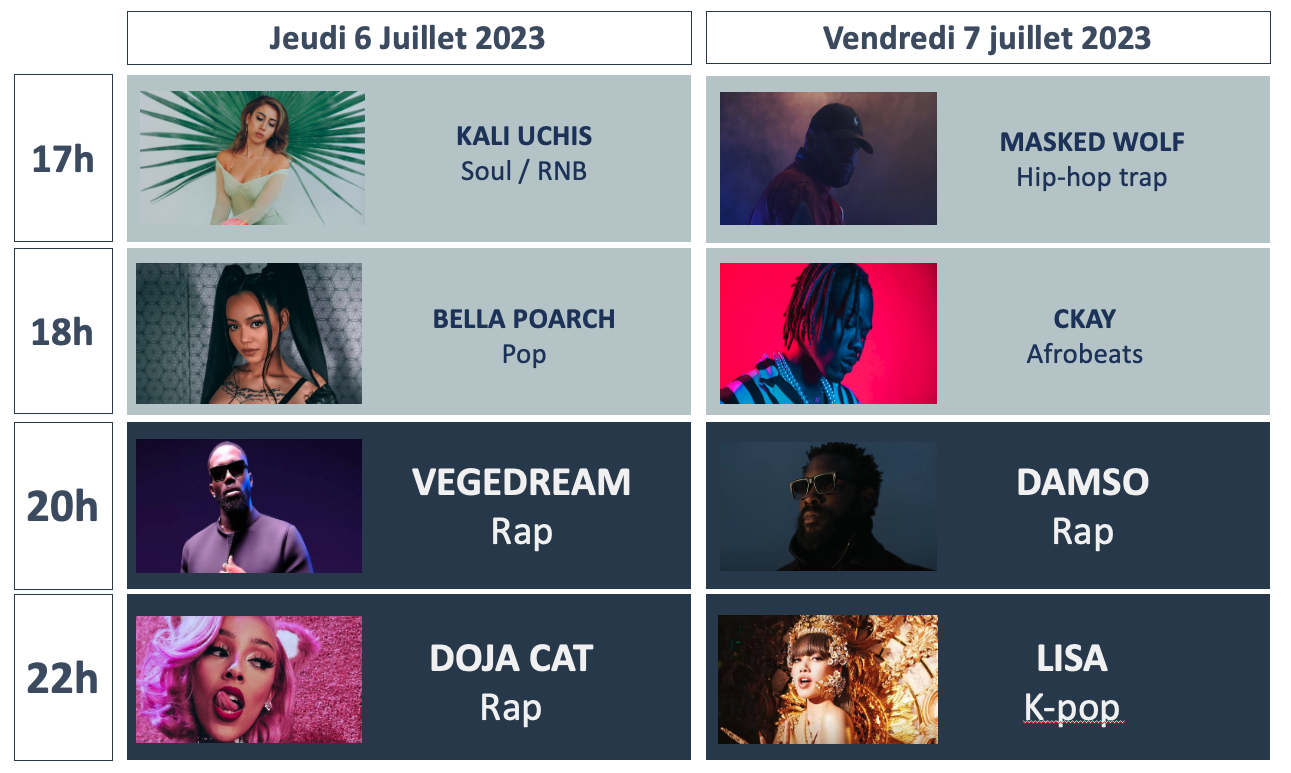 Jeudi 6 Juillet 2023
Vendredi 7 juillet 2023
17h
KALI UCHIS
Soul / RNB
MASKED WOLF
Hip-hop trap
18h
BELLA POARCH
Pop
CKAY
Afrobeats
20h
VEGEDREAM
Rap
DAMSO
Rap
22h
DOJA CAT
Rap
LISA
K-pop